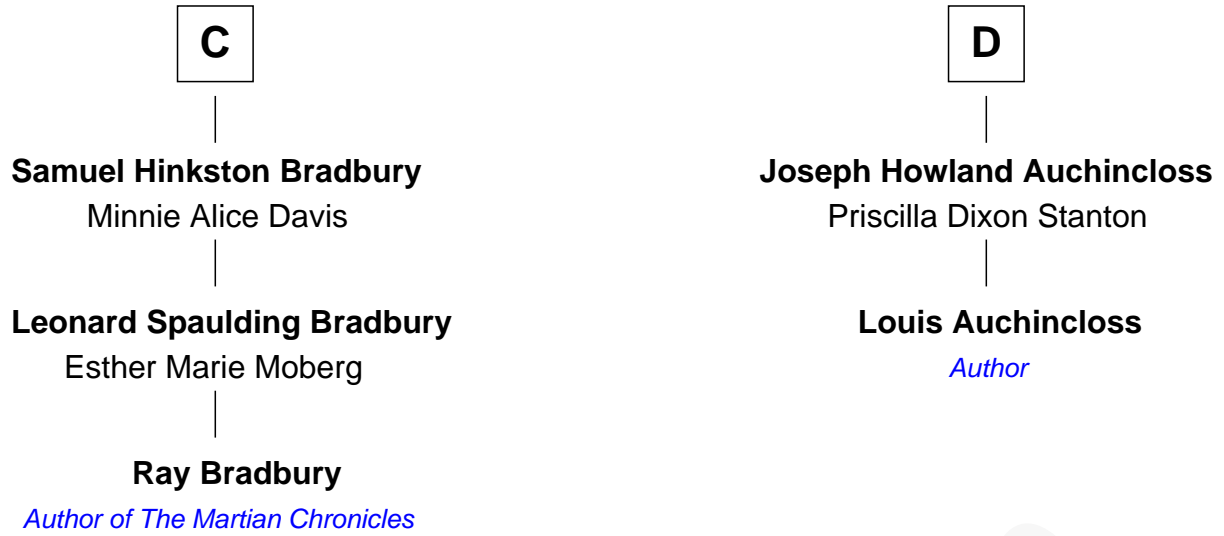 C
Samuel Hinkston Bradbury
Minnie Alice Davis
Leonard Spaulding Bradbury
Esther Marie Moberg
Ray Bradbury
Author of The Martian Chronicles
D
Joseph Howland Auchincloss
Priscilla Dixon Stanton
Louis Auchincloss
Author